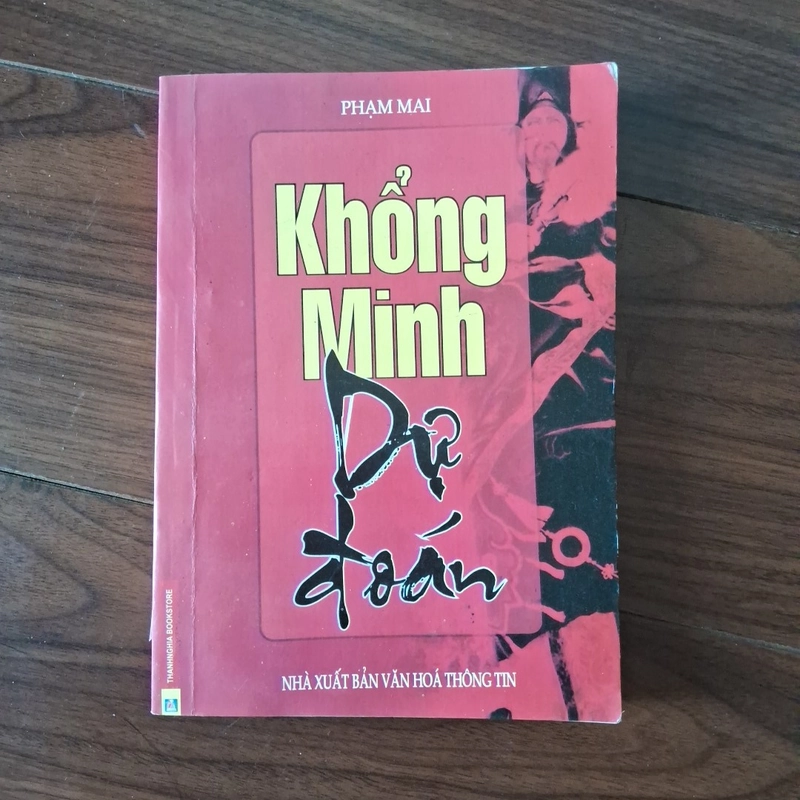 PHẠM MAI
Khổng
Minh
Dự
đoán
NHÀ XUẤT BẢN VĂN HOÁ THÔNG TIN
THANHNGHIA BOOKSTORE